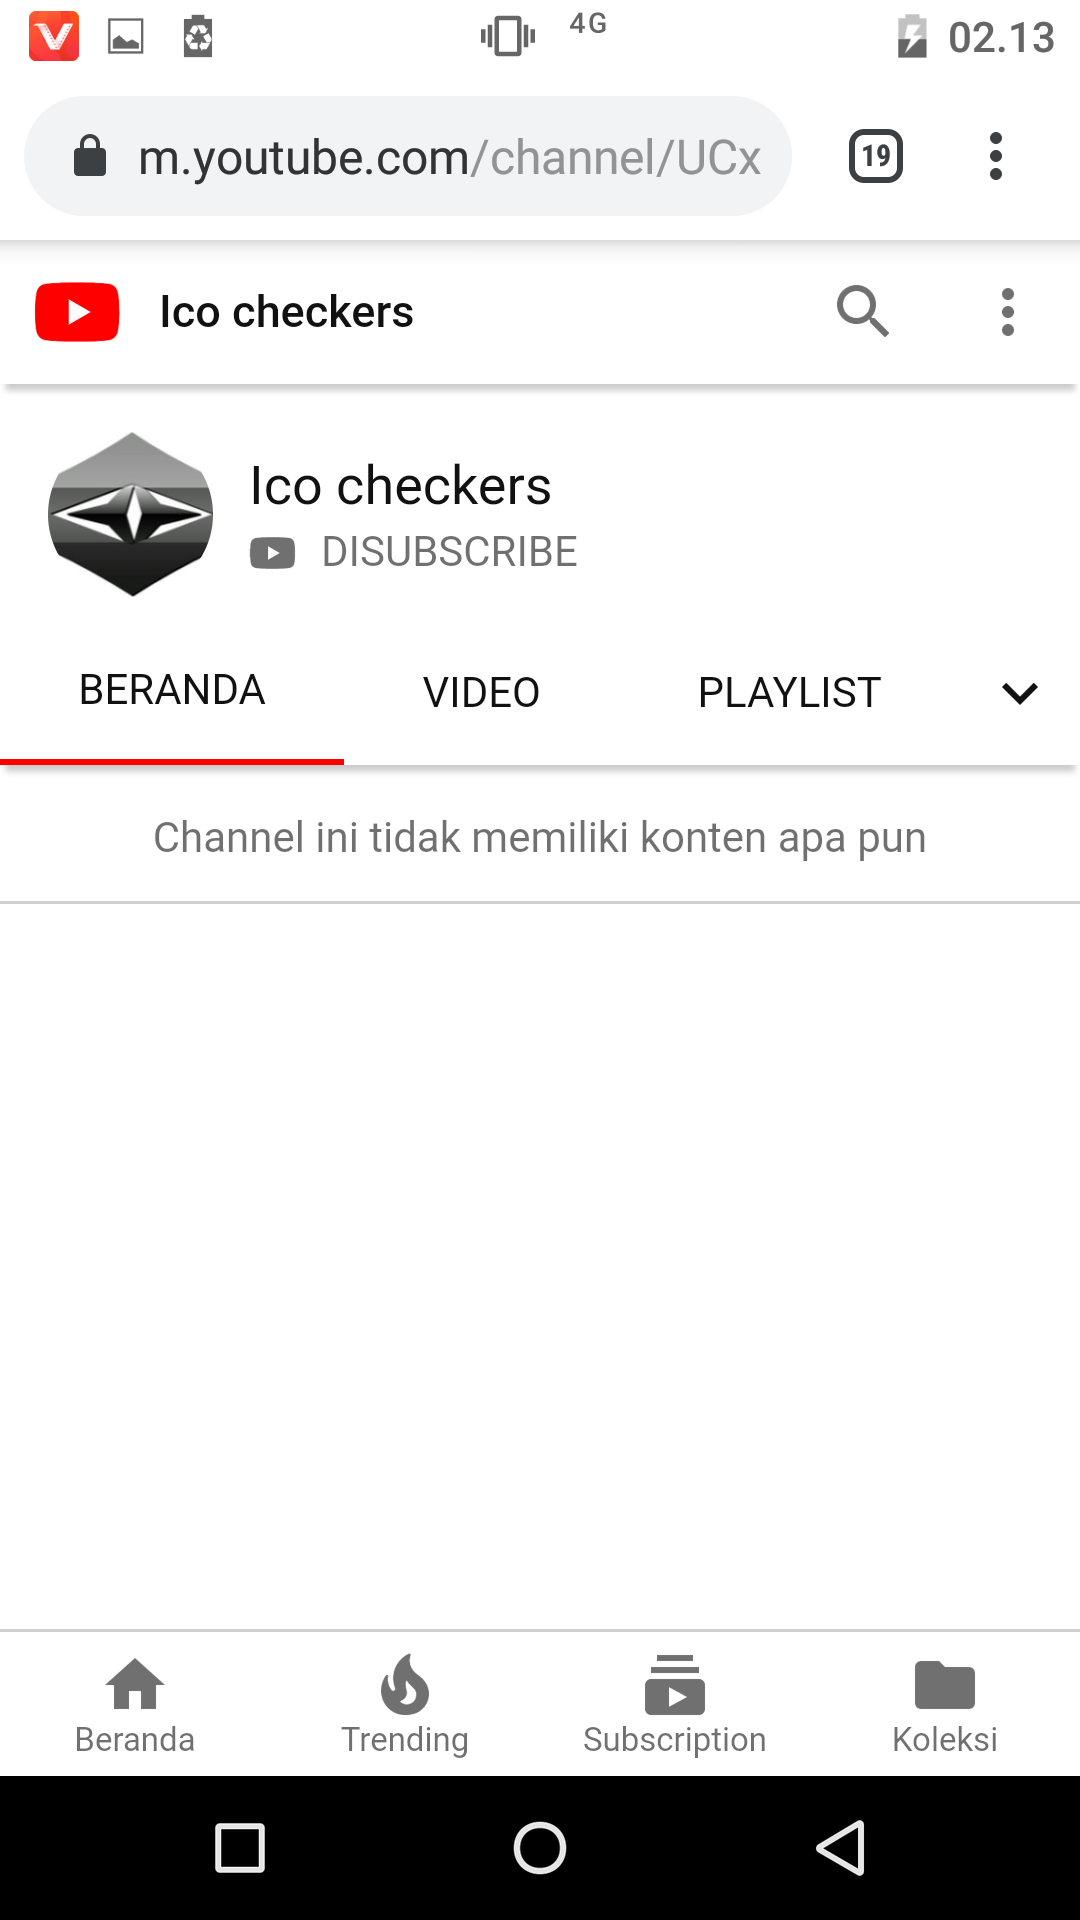 4G
02.13
m.youtube.com/channel/UCx
19
Ico checkers
Ico checkers
DISUBSCRIBE
BERANDA VIDEO PLAYLIST
Channel ini tidak memiliki konten apa pun
Beranda Trending Subscription Koleksi